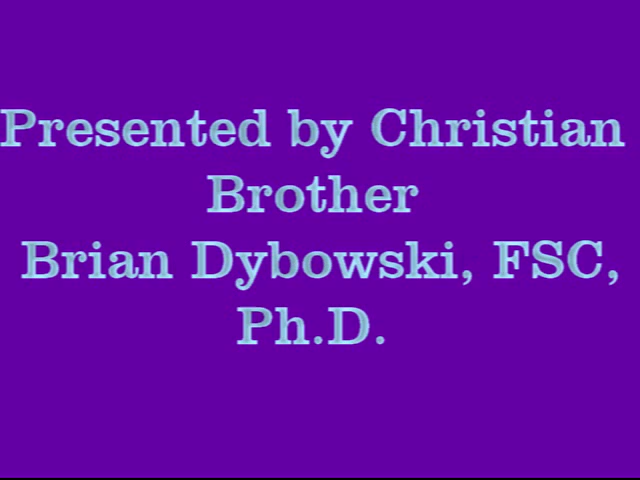 Presented by Christian
Brother
Brian Dybowski, FSC,
Ph.D.